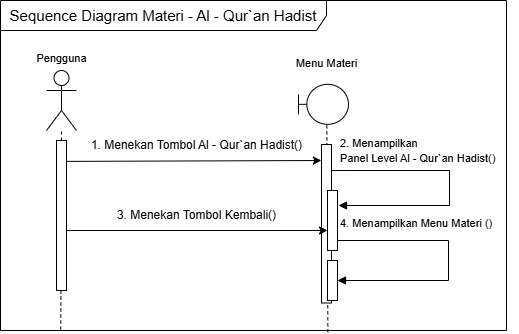 Sequence Diagram Materi - Al - Qur`an Hadist
Pengguna
Menu Materi
1. Menekan Tombol Al - Qur`an Hadist()
2. Menampilkan
Panel Level Al - Qur`an Hadist()
3. Menekan Tombol Kembali()
4. Menampilkan Menu Materi ()